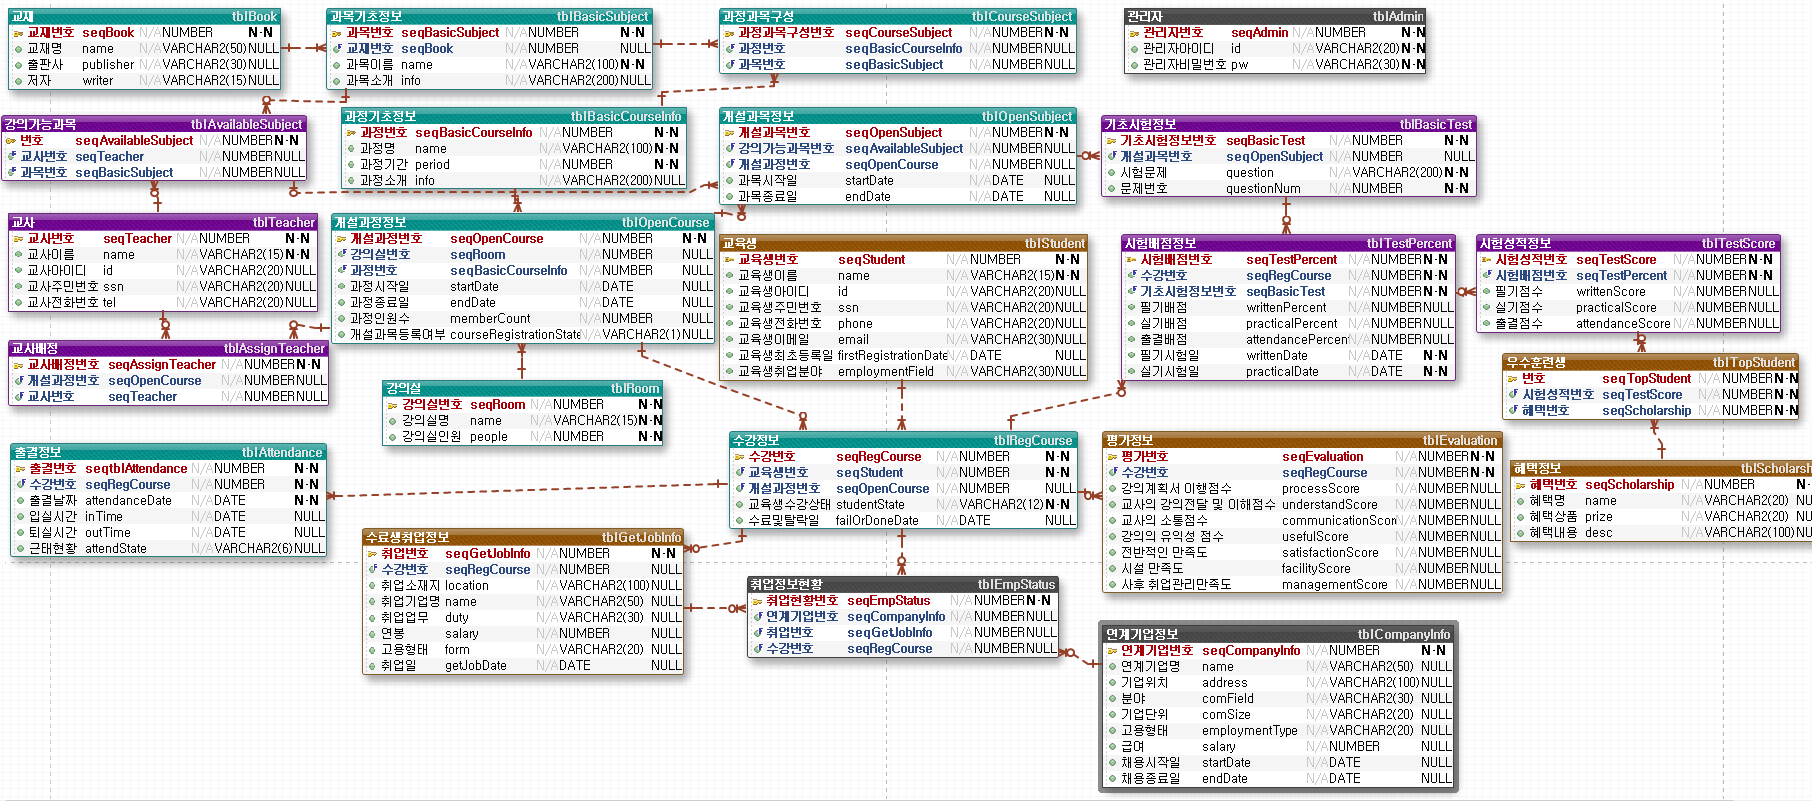 교재 tblBook
교재번호 seqBook N/A NUMBER N-N
교재명 name N/A VARCHAR2(50) NULL
출판사 publisher N/A VARCHAR2(30) NULL
저자 writer N/A VARCHAR2(15) NULL
과목기초정보 tblBasicSubject
과목번호 seqBasicSubject N/A NUMBER N-N
교재번호 seqBook N/A NUMBER NULL
과목이름 name N/A VARCHAR2(100) N-N
과목소개 info N/A VARCHAR2(200) NULL
과정과목구성 tblCourseSubject
과정과목구성번호 seqCourseSubject N/A NUMBER N-N
과정번호 seqBasicCourseInfo N/A NUMBER NULL
과목번호 seqBasicSubject N/A NUMBER NULL
관리자 tblAdmin
관리자번호 seqAdmin N/A NUMBER N-N
관리자아이디 id N/A VARCHAR2(20) N-N
관리자비밀번호 pw N/A VARCHAR2(30) N-N
강의가능과목 tblAvailableSubject
번호 seqAvailableSubject N/A NUMBER N-N
교사번호 seqTeacher N/A NUMBER NULL
과목번호 seqBasicSubject N/A NUMBER NULL
과정기초정보 tblBasicCourseInfo
과정번호 seqBasicCourseInfo N/A NUMBER N-N
과정명 name N/A VARCHAR2(100) N-N
과정기간 period N/A NUMBER N-N
과정소개 info N/A VARCHAR2(200) NULL
개설과목정보 tblOpenSubject
개설과목번호 seqOpenSubject N/A NUMBER N-N
강의가능과목번호 seqAvailableSubject N/A NUMBER NULL
개설과정번호 seqOpenCourse N/A NUMBER NULL
과목시작일 startDate N/A DATE NULL
과목종료일 endDate N/A DATE NULL
기초시험정보 tblBasicTest
기초시험정보번호 seqBasicTest N/A NUMBER N-N
개설과목번호 seqOpenSubject N/A NUMBER NULL
시험문제 question N/A VARCHAR2(200) N-N
문제번호 questionNum N/A NUMBER N-N
교사 tblTeacher
교사번호 seqTeacher N/A NUMBER N-N
교사이름 name N/A VARCHAR2(15) N-N
교사아이디 id N/A VARCHAR2(20) NULL
교사주민번호 ssn N/A VARCHAR2(20) NULL
교사전화번호 tel N/A VARCHAR2(20) NULL
개설과정정보 tblOpenCourse
개설과정번호 seqOpenCourse N/A NUMBER N-N
강의실번호 seqRoom N/A NUMBER NULL
과정번호 seqBasicCourseInfo N/A NUMBER NULL
과정시작일 startDate N/A DATE NULL
과정종료일 endDate N/A DATE NULL
과정인원수 memberCount N/A NUMBER NULL
개설과목등록여부 courseRegistrationState N/A VARCHAR2(1) NULL
교육생 tblStudent
교육생번호 seqStudent N/A NUMBER N-N
교육생이름 name N/A VARCHAR2(15) N-N
교육생아이디 id N/A VARCHAR2(20) NULL
교육생주민번호 ssn N/A VARCHAR2(20) NULL
교육생전화번호 phone N/A VARCHAR2(20) NULL
교육생이메일 email N/A VARCHAR2(30) NULL
교육생최초등록일 firstRegistrationDate N/A DATE NULL
교육생취업분야 employmentField N/A VARCHAR2(30) NULL
시험배점정보 tblTestPercent
시험배점번호 seqTestPercent N/A NUMBER N-N
수강번호 seqRegCourse N/A NUMBER NULL
기초시험정보번호 seqBasicTest N/A NUMBER NULL
필기배점 writtenPercent N/A NUMBER NULL
실기배점 practicalPercent N/A NUMBER NULL
출결배점 attendancePercent N/A NUMBER NULL
필기시험일 writtenDate N/A DATE N-N
실기시험일 practicalDate N/A DATE N-N
시험성적정보 tblTestScore
시험성적번호 seqTestScore N/A NUMBER N-N
시험배점번호 seqTestPercent N/A NUMBER NULL
필기점수 writtenScore N/A NUMBER NULL
실기점수 practicalScore N/A NUMBER NULL
출결점수 attendanceScore N/A NUMBER NULL
교사배정 tblAssignTeacher
교사배정번호 seqAssignTeacher N/A NUMBER N-N
개설과정번호 seqOpenCourse N/A NUMBER NULL
교사번호 seqTeacher N/A NUMBER NULL
강의실 tblRoom
강의실번호 seqRoom N/A NUMBER N-N
강의실명 name N/A VARCHAR2(15) N-N
강의실인원 people N/A NUMBER N-N
우수훈련생 tblTopStudent
번호 seqTopStudent N/A NUMBER N-N
시험성적번호 seqTestScore N/A NUMBER NULL
혜택번호 seqScholarship N/A NUMBER N-N
출결정보 tblAttendance
출결번호 seqtblAttendance N/A NUMBER N-N
수강번호 seqRegCourse N/A NUMBER N-N
출결날짜 attendanceDate N/A DATE N-N
입실시간 inTime N/A DATE NULL
퇴실시간 outTime N/A DATE NULL
근태현황 attendState N/A VARCHAR2(6) NULL
수강정보 tblRegCourse
수강번호 seqRegCourse N/A NUMBER N-N
교육생번호 seqStudent N/A NUMBER NULL
개설과정번호 seqOpenCourse N/A NUMBER NULL
교육생수강상태 studentState N/A VARCHAR2(12) N-N
수료및탈락일 failOrDoneDate N/A DATE NULL
평가정보 tblEvaluation
평가번호 seqEvaluation N/A NUMBER N-N
수강번호 seqRegCourse N/A NUMBER NULL
강의계획서 이행점수 processScore N/A NUMBER NULL
교사의 강의전달 및 이해점수 understandScore N/A NUMBER NULL
교사의 소통점수 communicationScore N/A NUMBER NULL
강의의 유익성 점수 usefulScore N/A NUMBER NULL
전반적인 만족도 satisfactionScore N/A NUMBER NULL
시설 만족도 facilityScore N/A NUMBER NULL
사후 취업관리만족도 managementScore N/A NUMBER NULL
혜택정보 tblScholarsh
혜택번호 seqScholarship N/A NUMBER N
혜택명 name N/A VARCHAR2(20) NU
혜택상품 prize N/A VARCHAR2(20) NU
혜택내용 desc N/A VARCHAR2(100) NU
수료생취업정보 tblGetJobInfo
취업번호 seqGetJobInfo N/A NUMBER N-N
수강번호 seqRegCourse N/A NUMBER NULL
취업소재지 location N/A VARCHAR2(100) NULL
취업기업명 name N/A VARCHAR2(50) NULL
취업업무 duty N/A VARCHAR2(30) NULL
연봉 salary N/A NUMBER NULL
고용형태 form N/A VARCHAR2(20) NULL
취업일 getJobDate N/A DATE NULL
취업정보현황 tblEmpStatus
취업현황번호 seqEmpStatus N/A NUMBER N-N
연계기업번호 seqCompanyInfo N/A NUMBER NULL
취업번호 seqGetJobInfo N/A NUMBER NULL
수강번호 seqRegCourse N/A NUMBER NULL
연계기업정보 tblCompanyInfo
연계기업번호 seqCompanyInfo N/A NUMBER N-N
연계기업명 name N/A VARCHAR2(50) NULL
기업위치 address N/A VARCHAR2(100) NULL
분야 comField N/A VARCHAR2(30) NULL
기업단위 comSize N/A VARCHAR2(20) NULL
고용형태 employmentType N/A VARCHAR2(20) NULL
급여 salary N/A NUMBER NULL
채용시작일 startDate N/A DATE NULL
채용종료일 endDate N/A DATE NULL